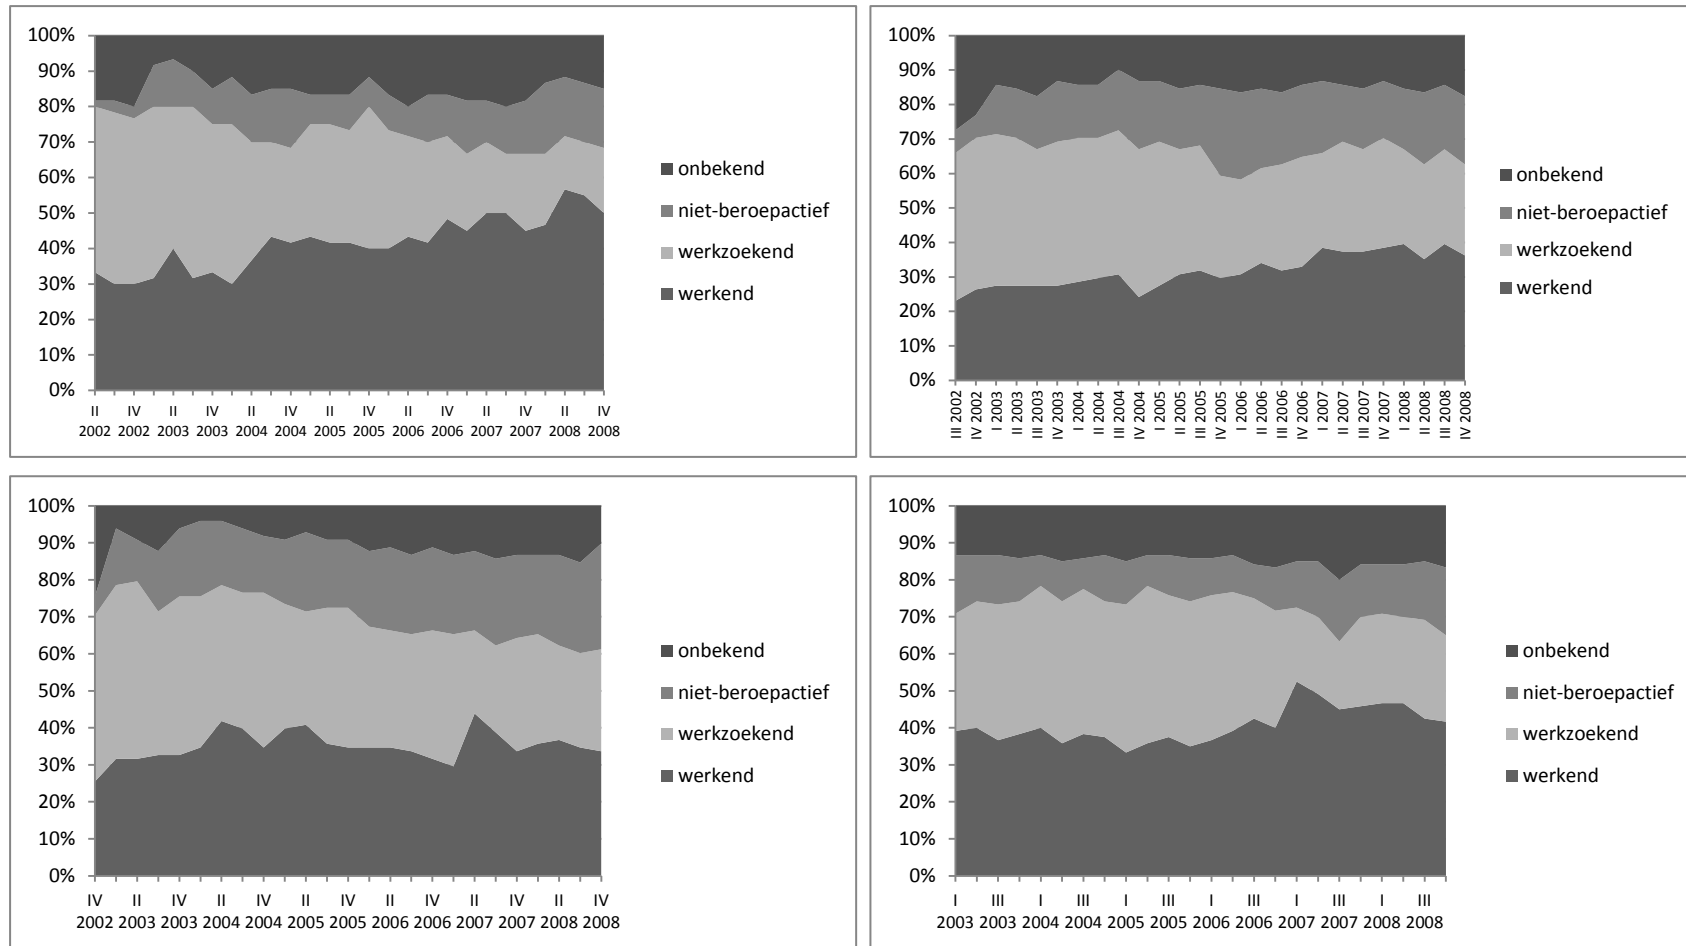 100%
90%
80%
70%
60%
50%
40%
30%
20%
10%
0%
II IV II IV II IV II IV II IV II IV II IV
2002 2002 2003 2003 2004 2004 2005 2005 2006 2006 2007 2007 2008 2008
onbekend
niet-beroepactief
werkzoekend
werkend
100%
90%
80%
70%
60%
50%
40%
30%
20%
10%
0%
III 2002
IV 2002
I 2003
II 2003
III 2003
IV 2003
I 2004
II 2004
III 2004
IV 2004
I 2005
II 2005
III 2005
IV 2005
I 2006
II 2006
III 2006
IV 2006
I 2007
II 2007
III 2007
IV 2007
I 2008
II 2008
III 2008
IV 2008
onbekend
niet-beroepactief
werkzoekend
werkend
100%
90%
80%
70%
60%
50%
40%
30%
20%
10%
0%
IV II IV II IV II IV II IV II IV II IV
2002 2003 2003 2004 2004 2005 2005 2006 2006 2007 2007 2008 2008
onbekend
niet-beroepactief
werkzoekend
werkend
100%
90%
80%
70%
60%
50%
40%
30%
20%
10%
0%
I III I III I III I III I III I III
2003 2003 2004 2004 2005 2005 2006 2006 2007 2007 2008 2008
onbekend
niet-beroepactief
werkzoekend
werkend